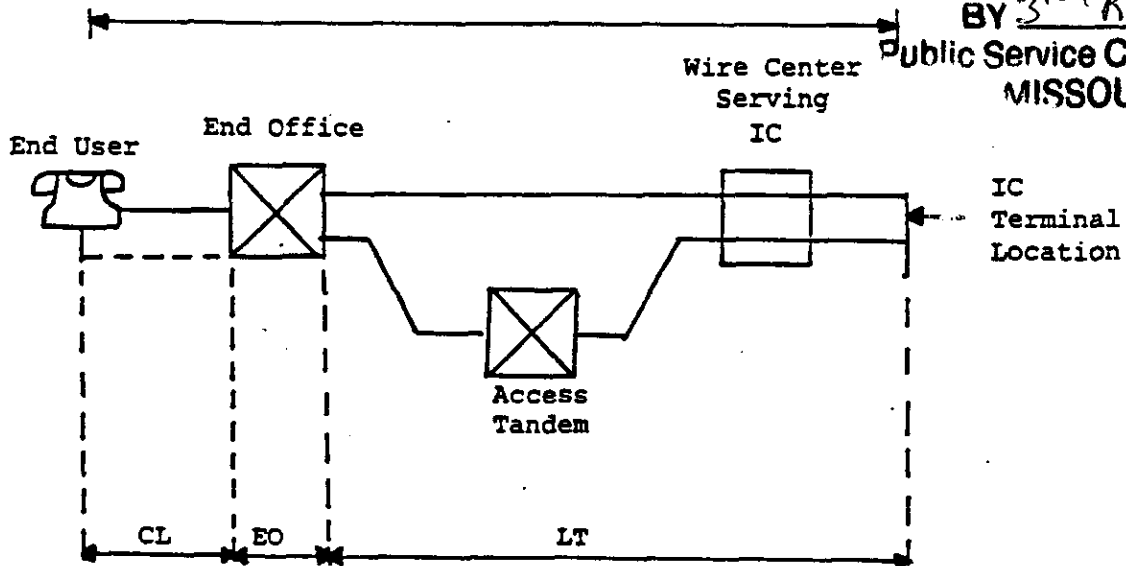 BY
Public Service C
MISSOU
Wire Center
Serving
IC
End Office
End User
IC
Terminal
Location
Access
Tandem
CL EO LT